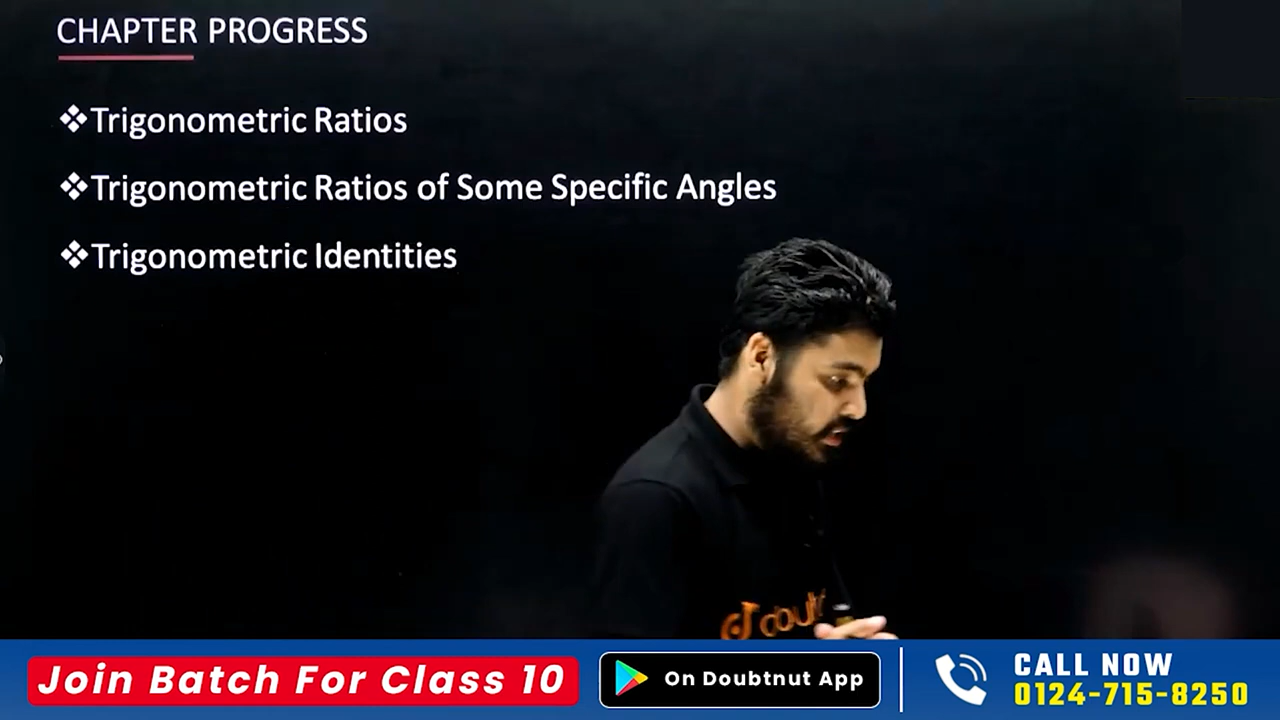 CHAPTER PROGRESS
❖Trigonometric Ratios
❖Trigonometric Ratios of Some Specific Angles
❖Trigonometric Identities
Join Batch For Class 10
On Doubtnut App
CALL NOW
0124-715-8250